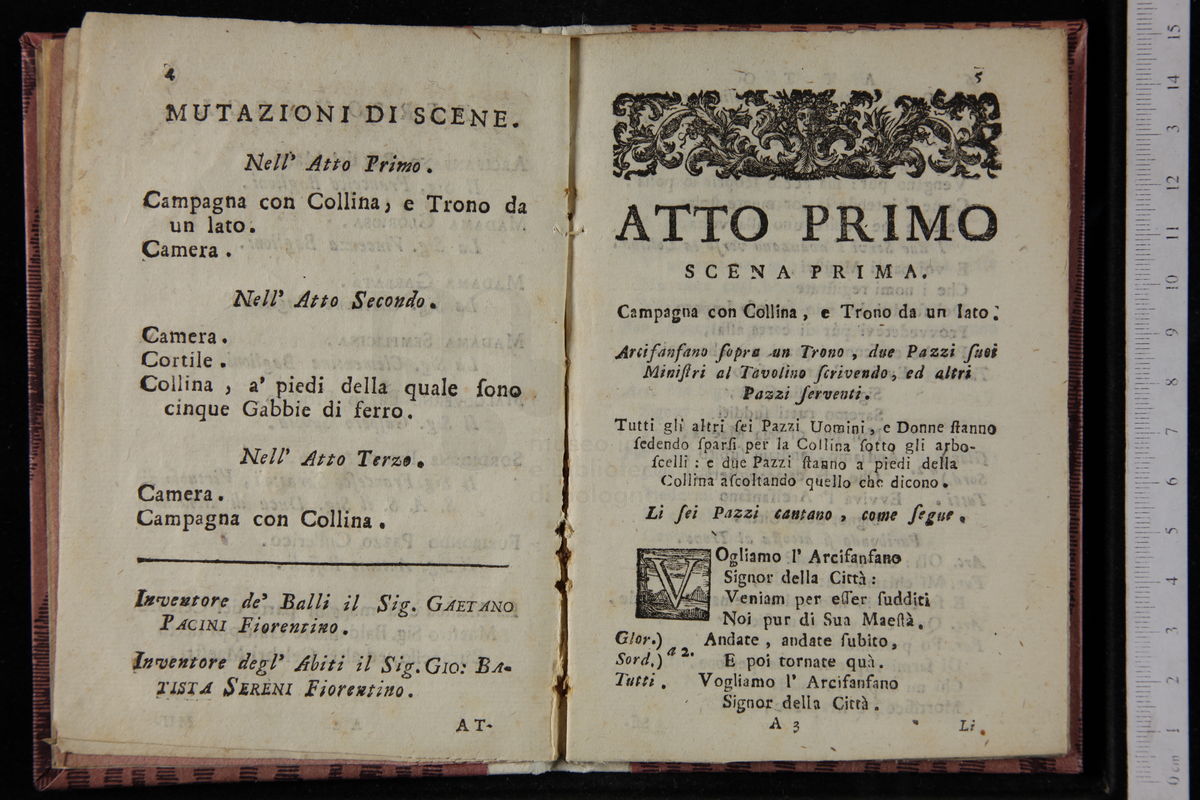 4
MUTAZIONI DI SCENE.
Nell' Atto Primo.
Campagna con Collina, e Trono da
un lato.
Camera.
Nell' Atto Secondo.
Camera.
Cortile.
Collina, a' piedi della quale sono
cinque Gabbie di ferro.
Nell' Atto Terzo.
Camera.
Campagna con Collina.
Inventore de' Balli il Sig. GAETANO
PACINI Fiorentino.
Inventore degl' Abiti il Sig. GIO: BA-
TISTA SERENI Fiorentino.
AT-
5
ATTO PRIMO
SCENA PRIMA.
Campagna con Collina, e Trono da un lato.
Arcifanfano sopra un Trono, due Pazzi suoi
Ministri al Tavolino scrivendo, ed altri
Pazzi serventi.
Tutti gli altri sei Pazzi Uomini, e Donne stanno
sedendo sparsi per la Collina sotto gli arbo-
scelli: e due Pazzi stanno a piedi della
Collina ascoltando quello che dicono.
Li sei Pazzi cantano, come segue.
VOgliamo l' Arcifanfano
Signor della Città:
Veniam per esser sudditi
Noi pur di Sua Maestà.
Glor.) a 2. Andate, andate subito,
Sord.) E poi tornate quà.
Tutti. Vogliamo l' Arcifanfano
Signor della Città.
A 3 Li